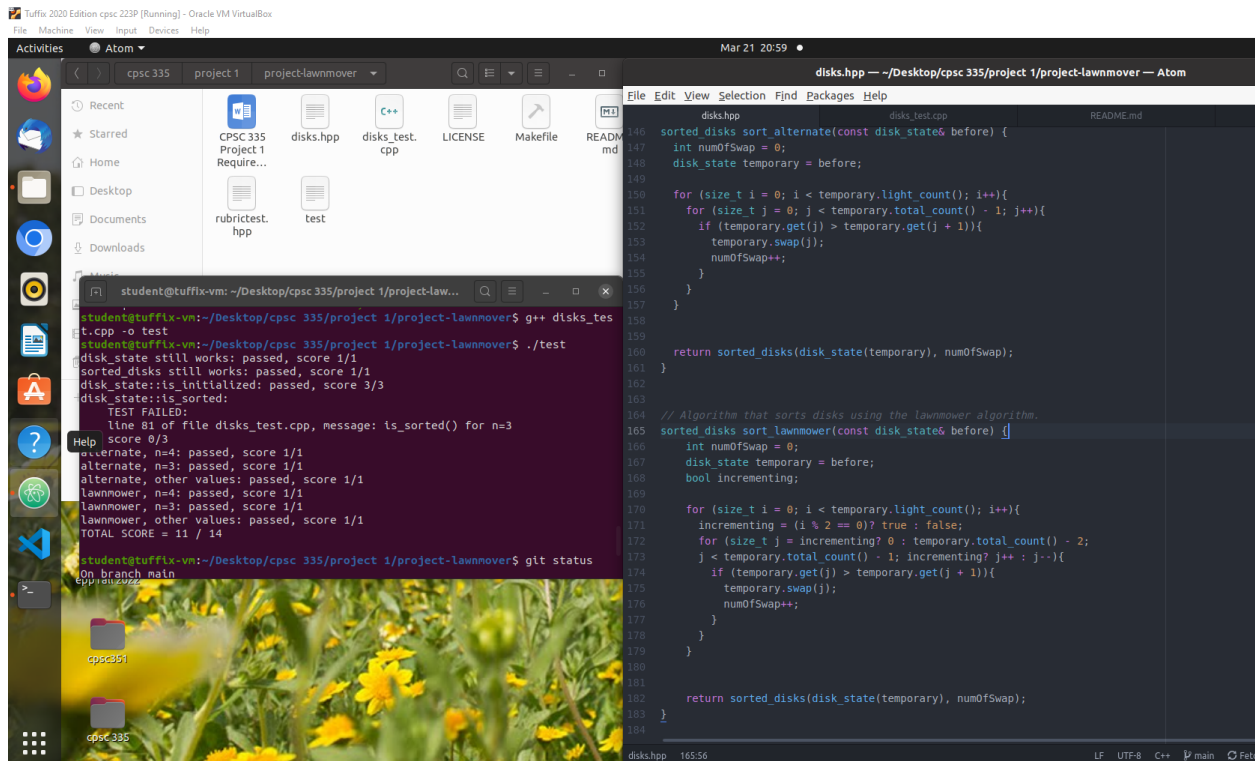 Tuffix 2020 Edition cpsc 223P [Running] - Oracle VM VirtualBox
File Machine View Input Devices Help
Activities Atom Mar 21 20:59
cpsc 335 project 1 project-lawnmover
Recent
Starred
Home
Desktop
Documents
Downloads
Music
CPSC 335 Project 1 Require...
disks.hpp
disks_test.cpp
LICENSE
Makefile
README.md
rubrictest.hpp
test
student@tuffix-vm: ~/Desktop/cpsc 335/project 1/project-law...
student@tuffix-vm:~/Desktop/cpsc 335/project 1/project-lawnmover$ g++ disks_tes
t.cpp -o test
student@tuffix-vm:~/Desktop/cpsc 335/project 1/project-lawnmover$ ./test
disk_state still works: passed, score 1/1
sorted_disks still works: passed, score 1/1
disk_state::is_initialized: passed, score 3/3
disk_state::is_sorted:
TEST FAILED:
line 81 of file disks_test.cpp, message: is_sorted() for n=3
score 0/3
alternate, n=4: passed, score 1/1
alternate, n=3: passed, score 1/1
alternate, other values: passed, score 1/1
lawnmower, n=4: passed, score 1/1
lawnmower, n=3: passed, score 1/1
lawnmower, other values: passed, score 1/1
TOTAL SCORE = 11 / 14
student@tuffix-vm:~/Desktop/cpsc 335/project 1/project-lawnmover$ git status
On branch main
Help
cpsc351
cpsc 335
disks.hpp — ~/Desktop/cpsc 335/project 1/project-lawnmover — Atom
File Edit View Selection Find Packages Help
disks.hpp disks_test.cpp README.md
146 sorted_disks sort_alternate(const disk_state& before) {
147 int numOfSwap = 0;
148 disk_state temporary = before;
149
150 for (size_t i = 0; i < temporary.light_count(); i++){
151 for (size_t j = 0; j < temporary.total_count() - 1; j++){
152 if (temporary.get(j) > temporary.get(j + 1)){
153 temporary.swap(j);
154 numOfSwap++;
155 }
156 }
157 }
158
159
160 return sorted_disks(disk_state(temporary), numOfSwap);
161 }
162
163
164 // Algorithm that sorts disks using the lawnmower algorithm.
165 sorted_disks sort_lawnmower(const disk_state& before) {
166 int numOfSwap = 0;
167 disk_state temporary = before;
168 bool incrementing;
169
170 for (size_t i = 0; i < temporary.light_count(); i++){
171 incrementing = (i % 2 == 0)? true : false;
172 for (size_t j = incrementing? 0 : temporary.total_count() - 2;
173 j < temporary.total_count() - 1; incrementing? j++ : j--){
174 if (temporary.get(j) > temporary.get(j + 1)){
175 temporary.swap(j);
176 numOfSwap++;
177 }
178 }
179 }
180
181
182 return sorted_disks(disk_state(temporary), numOfSwap);
183 }
184
disks.hpp 165:56 LF UTF-8 C++ main